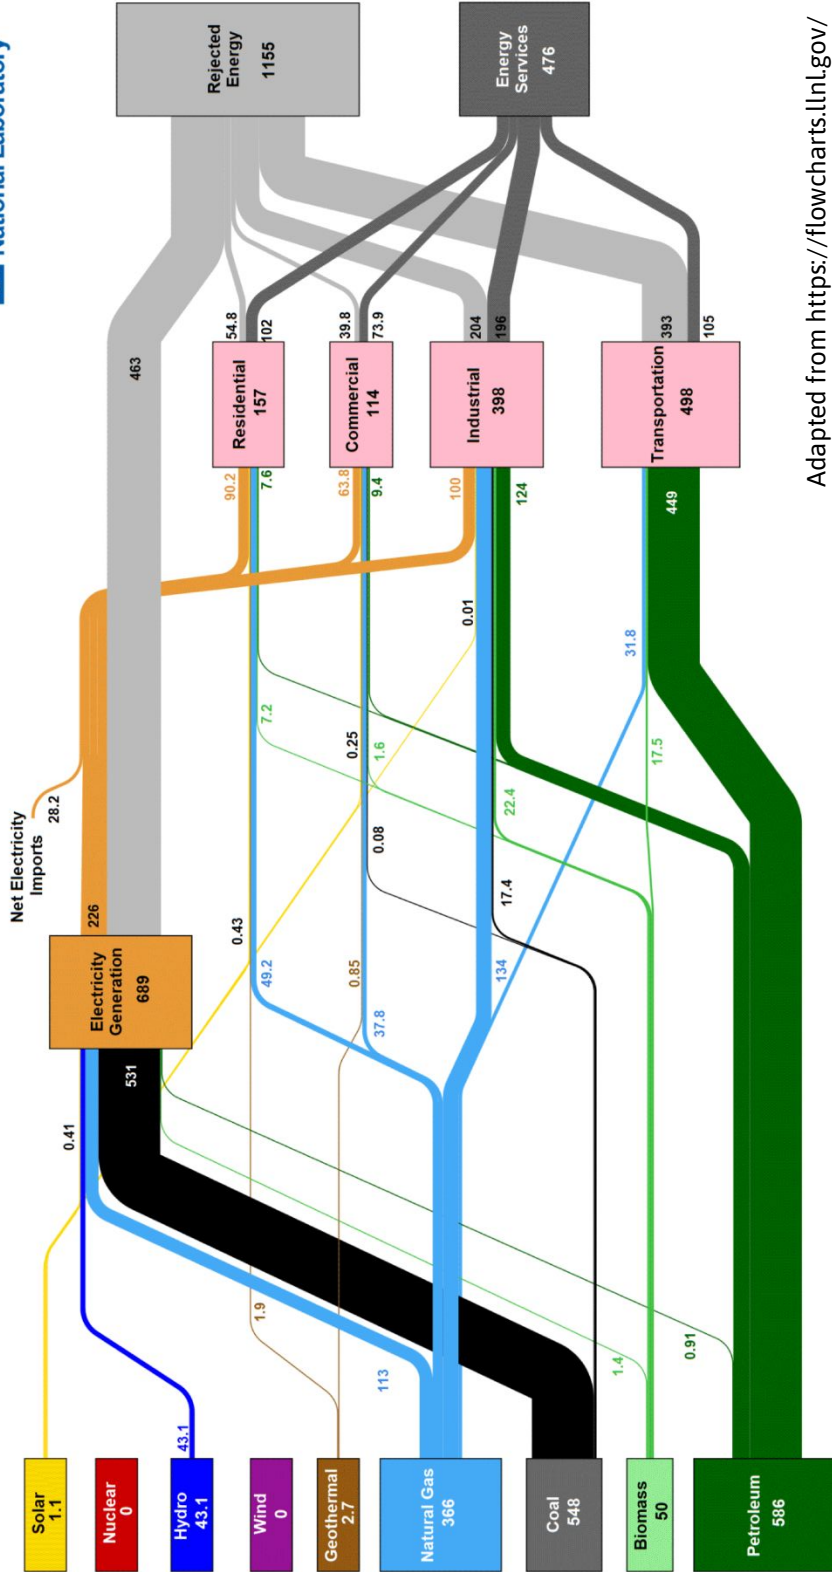 National Laboratory
Net Electricity
Imports
28.2
Solar
1.1
Nuclear
0
Hydro
43.1
Wind
0
Geothermal
2.7
Natural Gas
366
Coal
548
Biomass
50
Petroleum
586
43.1
1.9
113
1.4
0.91
0.41
531
Electricity
Generation
689
226
0.43
49.2
0.85
37.8
134
17.4
0.08
0.25
1.6
7.2
22.4
17.5
31.8
0.01
90.2
7.6
63.8
9.4
100
124
449
463
Residential
157
Commercial
114
Industrial
398
Transportation
498
54.8
102
39.8
73.9
204
196
393
105
Rejected
Energy
1155
Energy
Services
476
Adapted from https://flowcharts.llnl.gov/